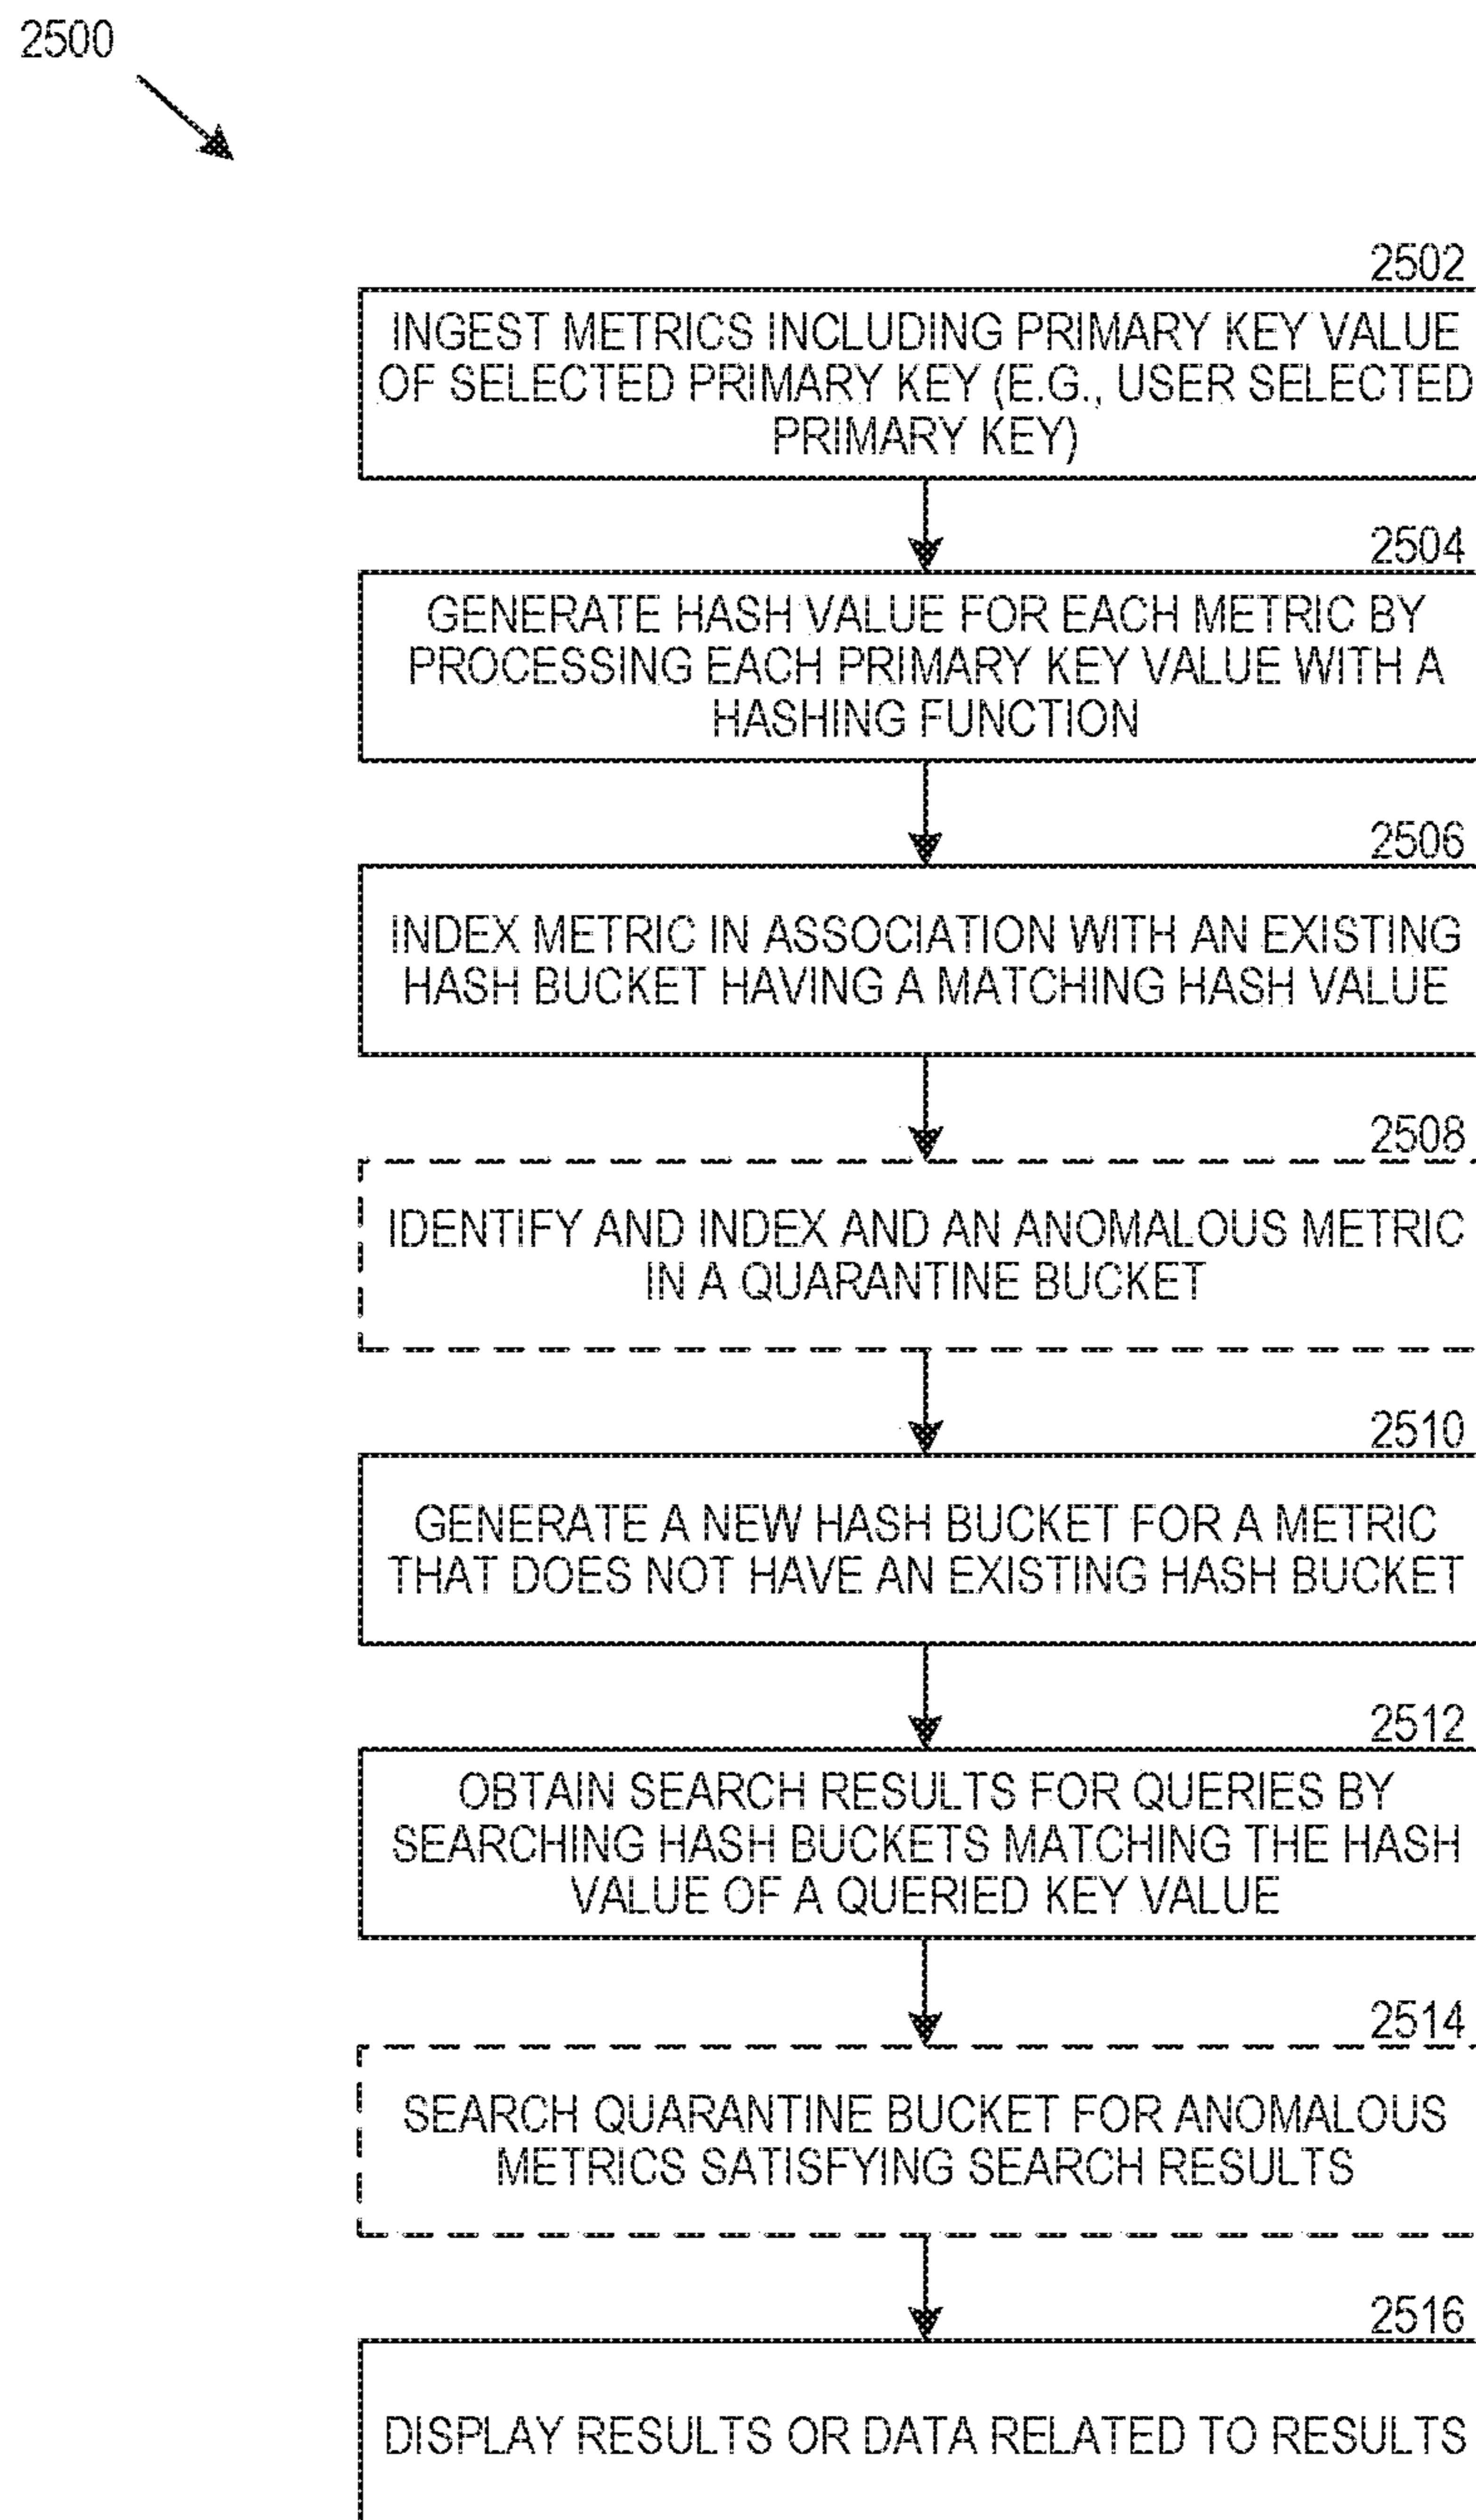 2500
2502
INGEST METRICS INCLUDING PRIMARY KEY VALUE
OF SELECTED PRIMARY KEY (E.G., USER SELECTED
PRIMARY KEY)
2504
GENERATE HASH VALUE FOR EACH METRIC BY
PROCESSING EACH PRIMARY KEY VALUE WITH A
HASHING FUNCTION
2506
INDEX METRIC IN ASSOCIATION WITH AN EXISTING
HASH BUCKET HAVING A MATCHING HASH VALUE
2508
IDENTIFY AND INDEX AND AN ANOMALOUS METRIC
IN A QUARANTINE BUCKET
2510
GENERATE A NEW HASH BUCKET FOR A METRIC
THAT DOES NOT HAVE AN EXISTING HASH BUCKET
2512
OBTAIN SEARCH RESULTS FOR QUERIES BY
SEARCHING HASH BUCKETS MATCHING THE HASH
VALUE OF A QUERIED KEY VALUE
2514
SEARCH QUARANTINE BUCKET FOR ANOMALOUS
METRICS SATISFYING SEARCH RESULTS
2516
DISPLAY RESULTS OR DATA RELATED TO RESULTS